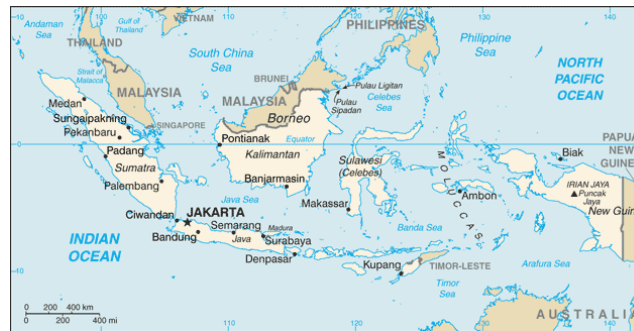 100
110
120
130
140
Andaman
Sea
Gulf of
Thailand
VIETNAM
THAILAND
PHILIPPINES
Philippine
Sea
South China
Sea
NORTH
PACIFIC
OCEAN
Strait of
Malacca
MALAYSIA
BRUNEI
MALAYSIA
Pulau Ligitan
Pulau
Sipadan
Celebes
Sea
Medan
Sungaipakning
Pekanbaru
SINGAPORE
Borneo
Pontianak
Equator
0
Padang
Sumatra
Kalimantan
Sulawesi
(Celebes)
MOLUCCAS
Biak
PAPUA
NEW
GUINE
Palembang
Banjarmasin
IRIAN JAYA
Puncak
Jaya
New Guin
Ambon
Java Sea
Makassar
Ciwandan
JAKARTA
Semarang
Madura
Banda Sea
Bandung
Java
Surabaya
Denpasar
Kupang
TIMOR-LESTE
Arafura Sea
INDIAN
OCEAN
10
Timor
Sea
AUSTRALIA
0 200 400 km
0 200 400 mi